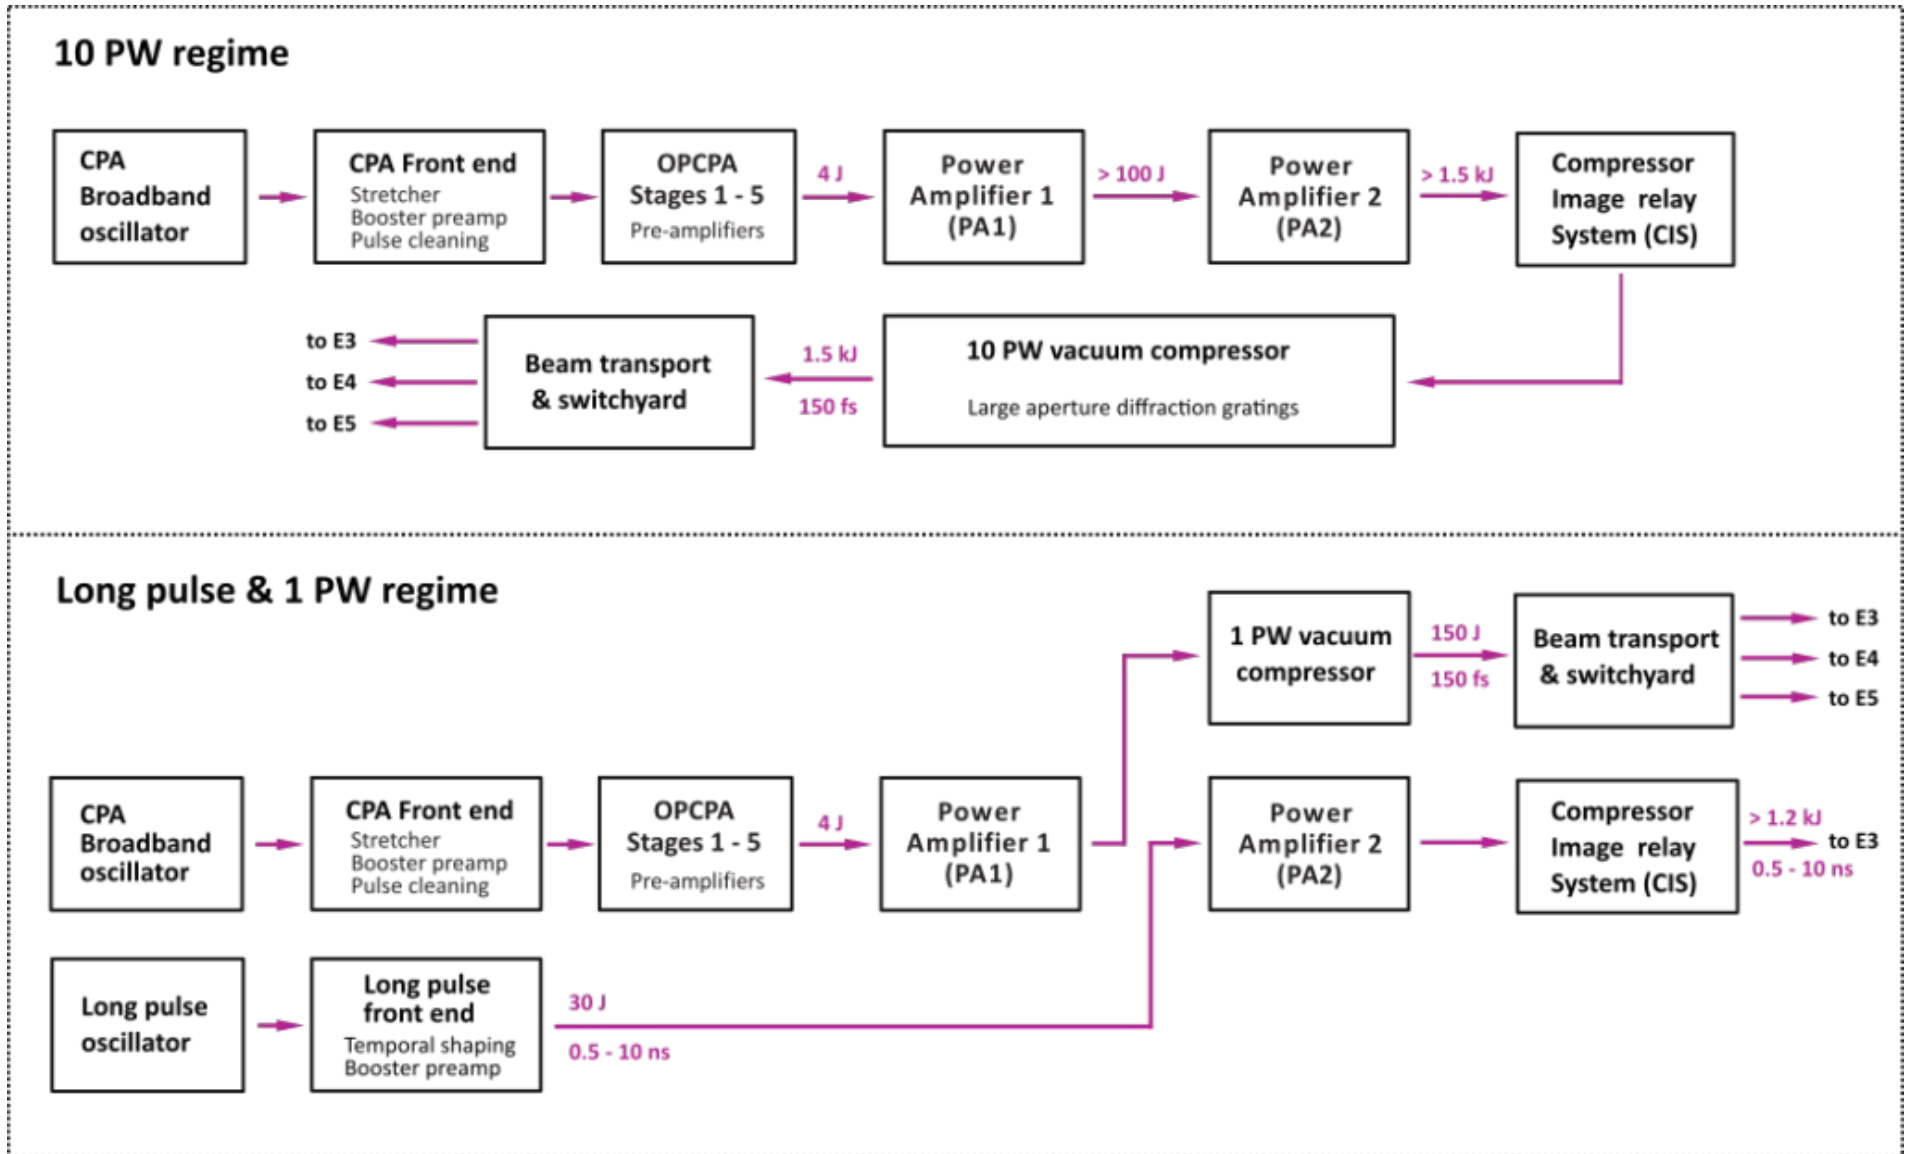 10 PW regime
CPA
Broadband
oscillator
CPA Front end
Stretcher
Booster preamp
Pulse cleaning
OPCPA
Stages 1 - 5
Pre-amplifiers
4 J
Power
Amplifier 1
(PA1)
> 100 J
Power
Amplifier 2
(PA2)
> 1.5 kJ
Compressor
Image relay
System (CIS)
to E3
to E4
to E5
Beam transport
& switchyard
1.5 kJ
150 fs
10 PW vacuum compressor
Large aperture diffraction gratings
Long pulse & 1 PW regime
1 PW vacuum
compressor
150 J
150 fs
Beam transport
& switchyard
to E3
to E4
to E5
CPA
Broadband
oscillator
CPA Front end
Stretcher
Booster preamp
Pulse cleaning
OPCPA
Stages 1 - 5
Pre-amplifiers
4 J
Power
Amplifier 1
(PA1)
Power
Amplifier 2
(PA2)
Compressor
Image relay
System (CIS)
> 1.2 kJ
to E3
0.5 - 10 ns
Long pulse
oscillator
Long pulse
front end
Temporal shaping
Booster preamp
30 J
0.5 - 10 ns